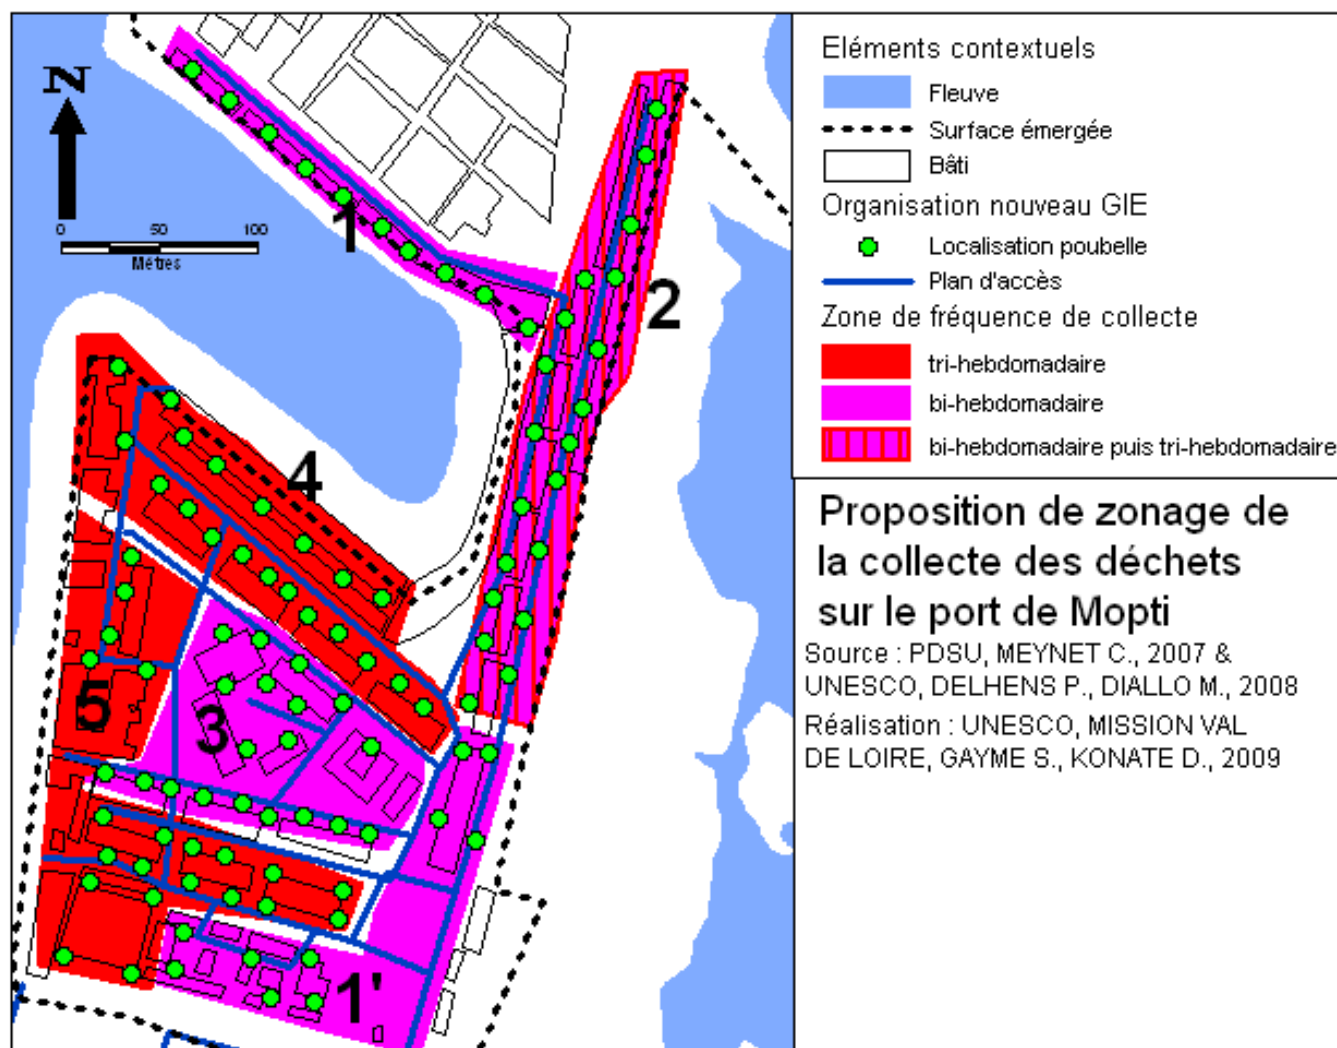 Eléments contextuels
Fleuve
Surface émergée
Bâti
Organisation nouveau GIE
Localisation poubelle
Plan d'accès
Zone de fréquence de collecte
tri-hebdomadaire
bi-hebdomadaire
bi-hebdomadaire puis tri-hebdomadaire
Proposition de zonage de
la collecte des déchets
sur le port de Mopti
Source : PDSU, MEYNET C., 2007 &
UNESCO, DELHENS P., DIALLO M., 2008
Réalisation : UNESCO, MISSION VAL
DE LOIRE, GAYME S., KONATE D., 2009
N
0 50 100
Métres
1
2
4
5
3
1'